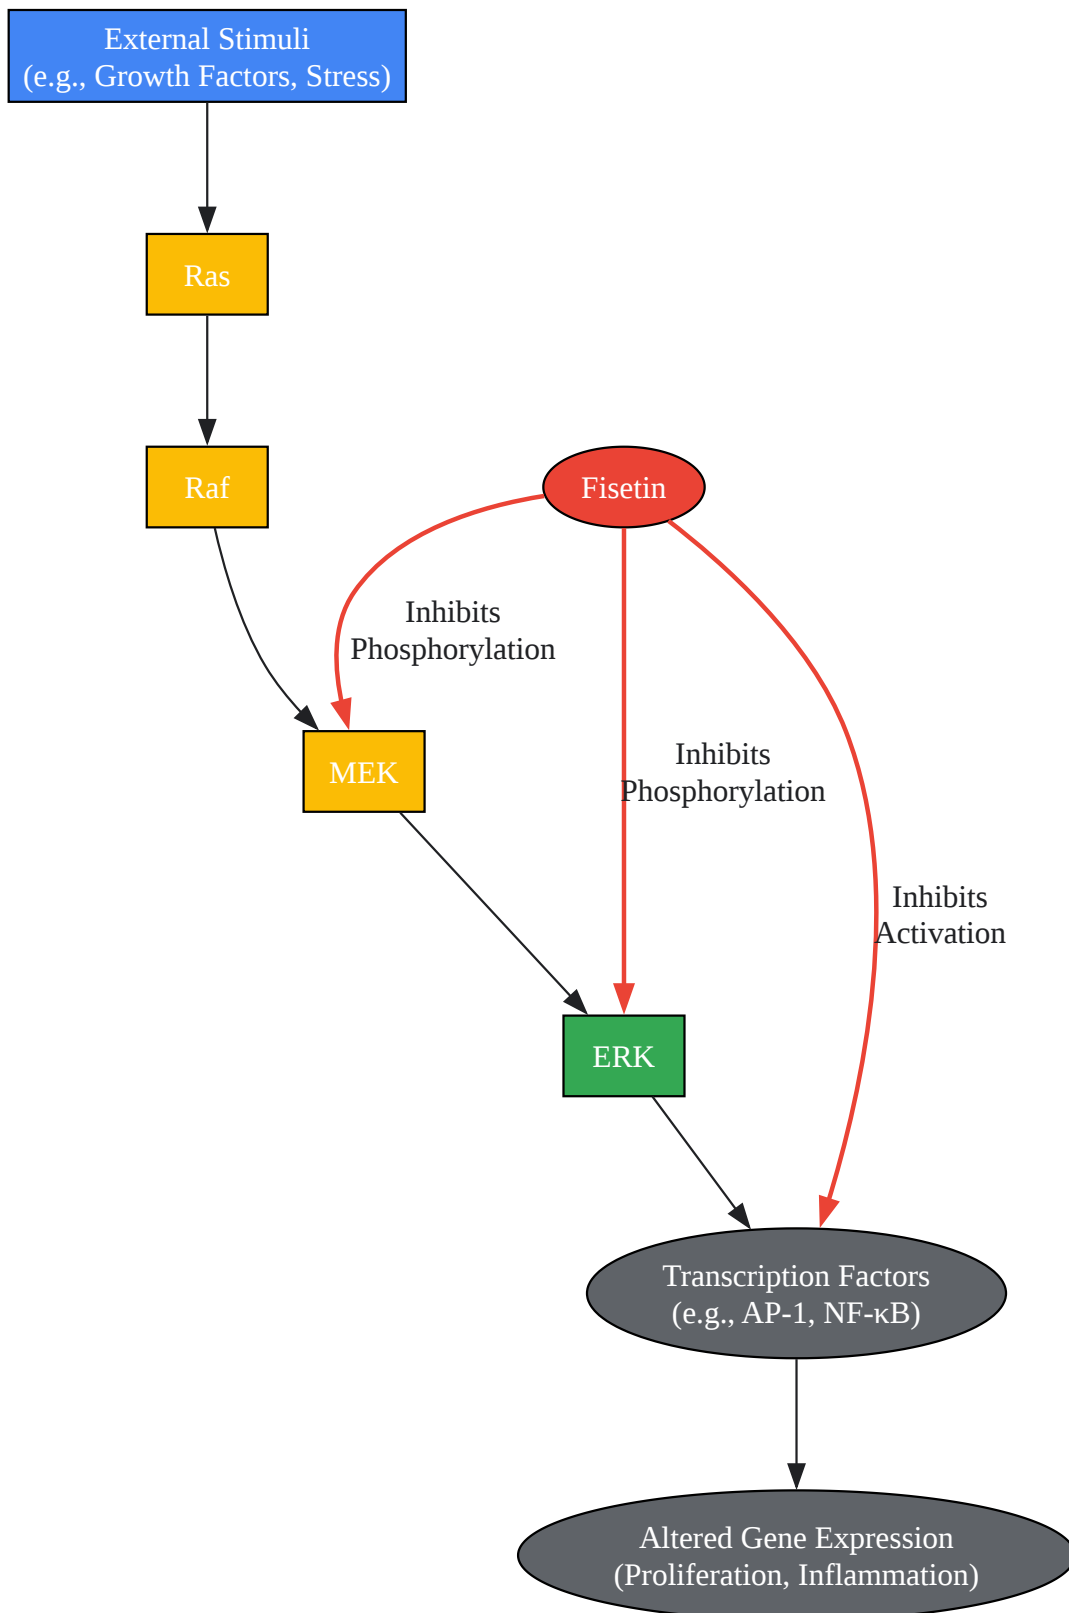 External Stimuli
(e.g., Growth Factors, Stress)
Ras
Raf
Fisetin
Inhibits
Phosphorylation
MEK
Inhibits
Phosphorylation
Inhibits
Activation
ERK
Transcription Factors
(e.g., AP-1, NF-κB)
Altered Gene Expression
(Proliferation, Inflammation)